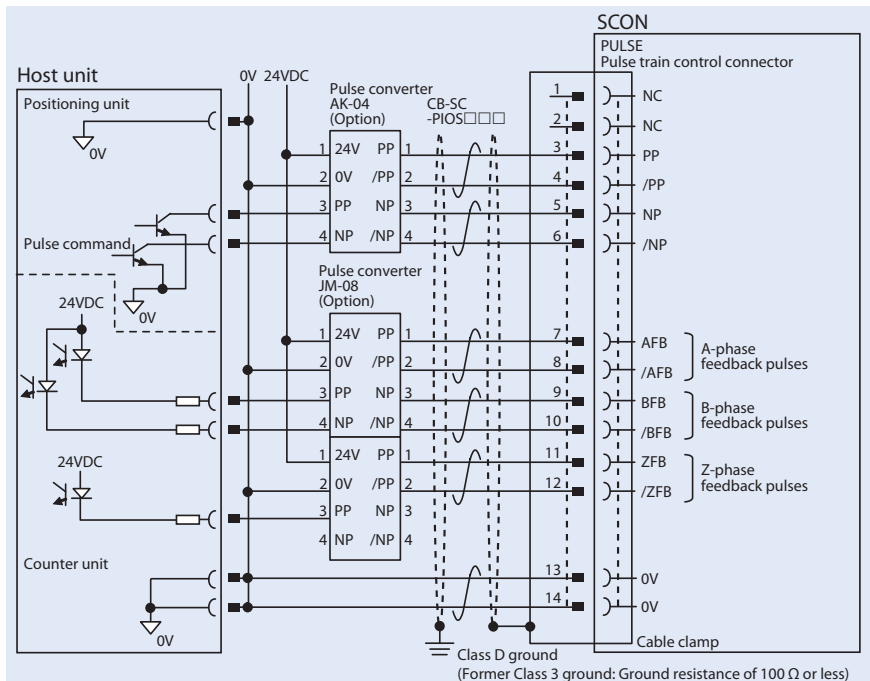 SCON
PULSE
Pulse train control connector
Host unit
0V 24VDC
Positioning unit
Pulse converter
AK-04
(Option)
CB-SC
-PIOS□□□
0V
1 24V PP 1
2 0V /PP 2
3 PP NP 3
4 NP /NP 4
1 NC
2 NC
3 PP
4 /PP
5 NP
6 /NP
Pulse command
0V
24VDC
Pulse converter
JM-08
(Option)
1 24V PP 1
2 0V /PP 2
3 PP NP 3
4 NP /NP 4
7 AFB
8 /AFB
A-phase
feedback pulses
9 BFB
10 /BFB
B-phase
feedback pulses
24VDC
1 24V PP 1
2 0V /PP 2
3 PP NP 3
4 NP /NP 4
11 ZFB
12 /ZFB
Z-phase
feedback pulses
Counter unit
0V
13 0V
14 0V
Cable clamp
Class D ground
(Former Class 3 ground: Ground resistance of 100 Ω or less)